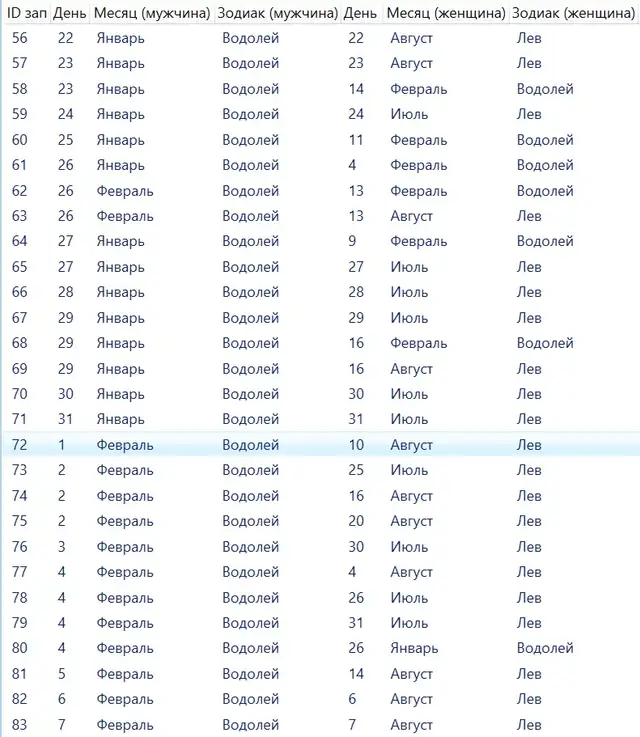 ID зап День Месяц (мужчина) Зодиак (мужчина) День Месяц (женщина) Зодиак (женщина)
56 22 Январь Водолей 22 Август Лев
57 23 Январь Водолей 23 Август Лев
58 23 Январь Водолей 14 Февраль Водолей
59 24 Январь Водолей 24 Июль Лев
60 25 Январь Водолей 11 Февраль Водолей
61 26 Январь Водолей 4 Февраль Водолей
62 26 Февраль Водолей 13 Февраль Водолей
63 26 Февраль Водолей 13 Август Лев
64 27 Январь Водолей 9 Февраль Водолей
65 27 Январь Водолей 27 Июль Лев
66 28 Январь Водолей 28 Июль Лев
67 29 Январь Водолей 29 Июль Лев
68 29 Январь Водолей 16 Февраль Водолей
69 29 Январь Водолей 16 Август Лев
70 30 Январь Водолей 30 Июль Лев
71 31 Январь Водолей 31 Июль Лев
72 1 Февраль Водолей 10 Август Лев
73 2 Февраль Водолей 25 Июль Лев
74 2 Февраль Водолей 16 Август Лев
75 2 Февраль Водолей 20 Август Лев
76 3 Февраль Водолей 30 Июль Лев
77 4 Февраль Водолей 4 Август Лев
78 4 Февраль Водолей 26 Июль Лев
79 4 Февраль Водолей 31 Июль Лев
80 4 Февраль Водолей 26 Январь Водолей
81 5 Февраль Водолей 14 Август Лев
82 6 Февраль Водолей 6 Август Лев
83 7 Февраль Водолей 7 Август Лев